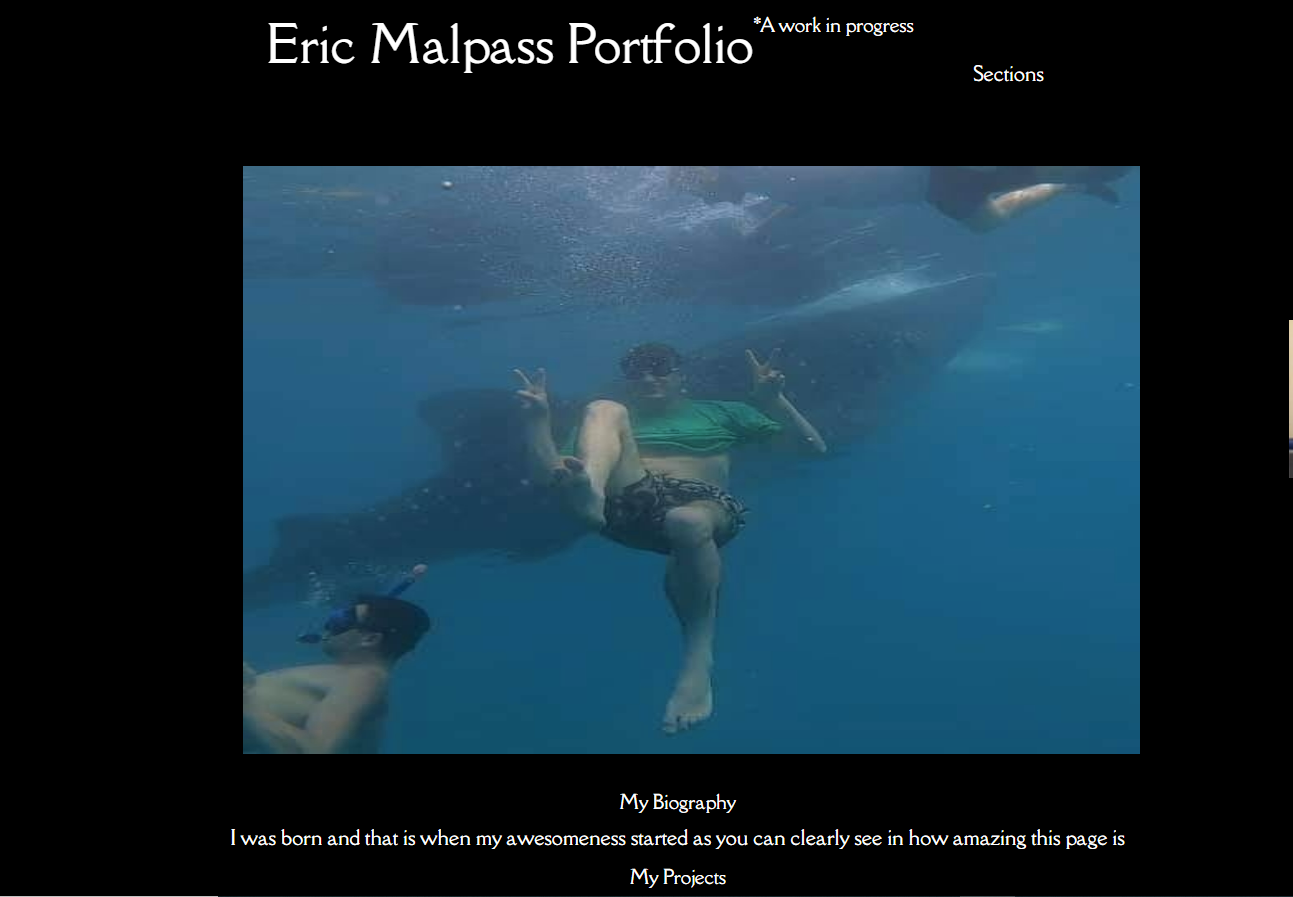 Eric Malpass Portfolio*A work in progress
Sections
My Biography
I was born and that is when my awesomeness started as you can clearly see in how amazing this page is
My Projects